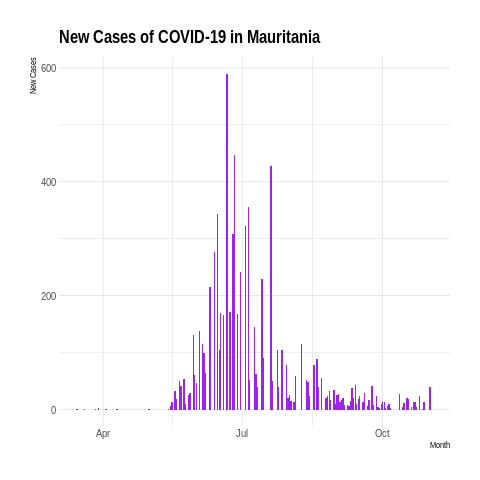 New Cases of COVID-19 in Mauritania
New Cases
600
400
200
0
Apr
Jul
Oct
Month